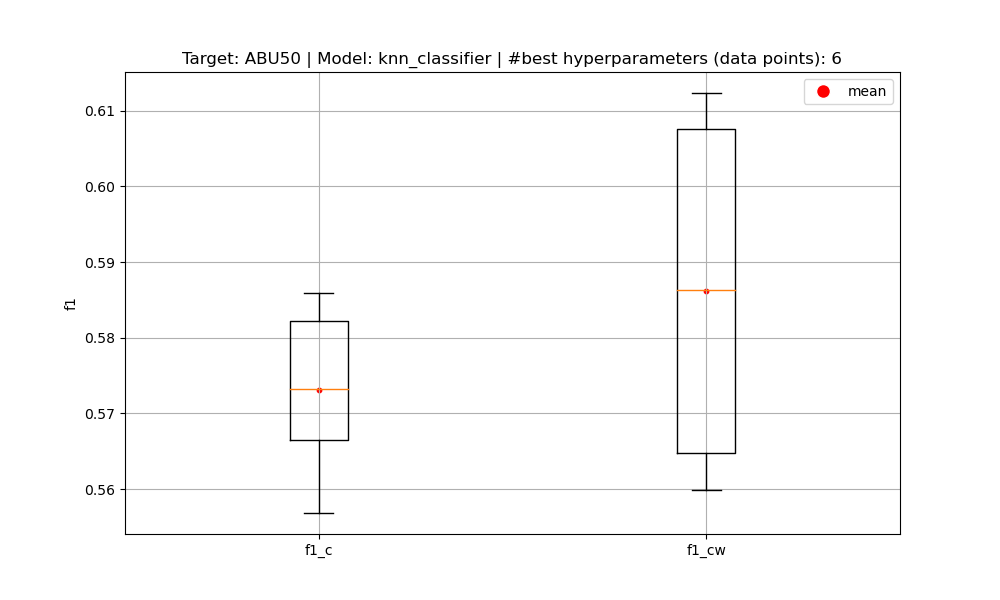 Target: ABU50 | Model: knn_classifier | #best hyperparameters (data points): 6
mean
0.61
0.60
0.59
0.58
0.57
0.56
f1
f1_c
f1_cw